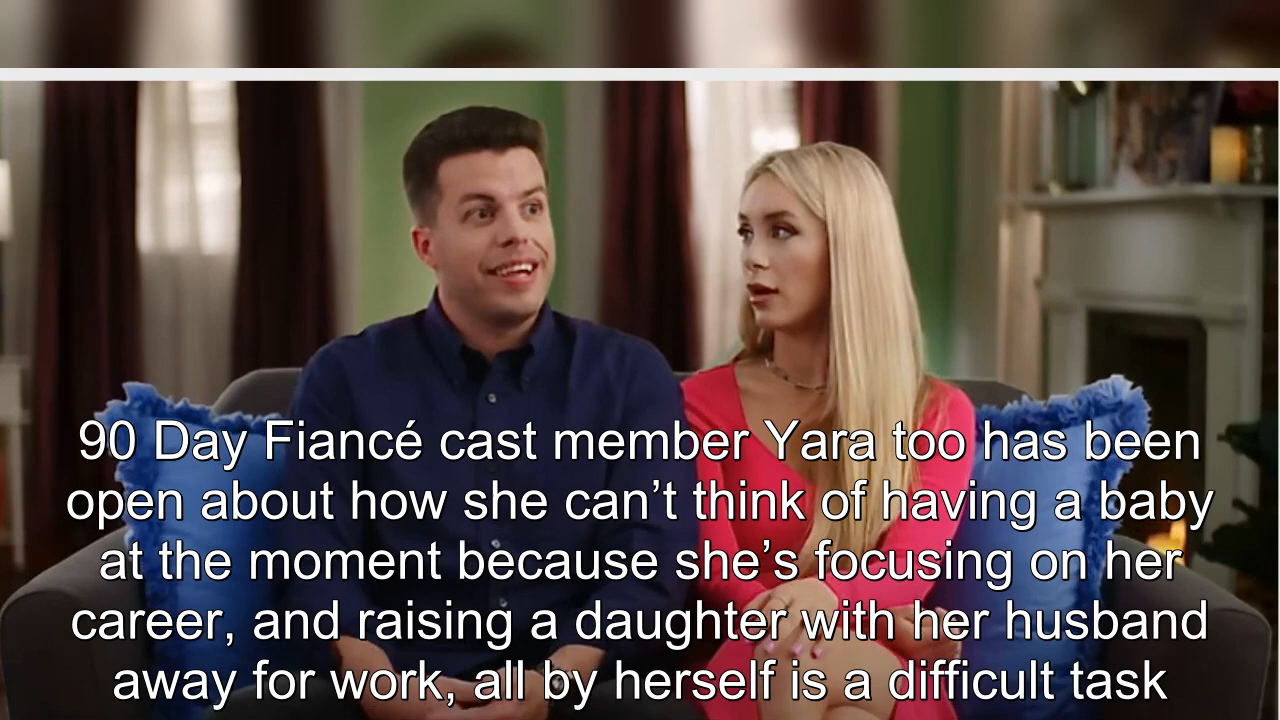 90 Day Fiancé cast member Yara too has been
open about how she can’t think of having a baby
at the moment because she’s focusing on her
career, and raising a daughter with her husband
away for work, all by herself is a difficult task